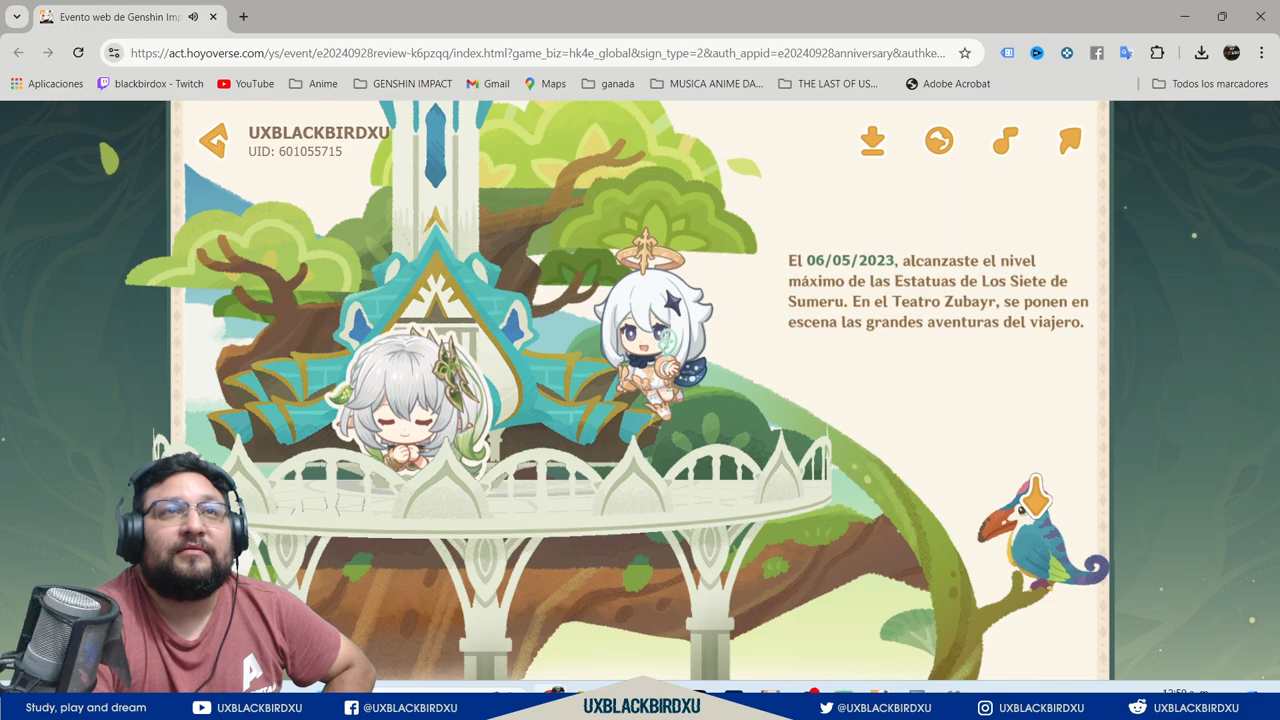 Evento web de Genshin Imp
https://act.hoyoverse.com/ys/event/e20240928review-k6pzqq/index.html?game_biz=hk4e_global&sign_type=2&auth_appid=e20240928anniversary&authke...
Aplicaciones
blackbirdox - Twitch
YouTube
Anime
GENSHIN IMPACT
Gmail
Maps
ganada
MUSICA ANIME DA...
THE LAST OF US...
Adobe Acrobat
Todos los marcadores
UXBLACKBIRDXU
UID: 601055715
El 06/05/2023, alcanzaste el nivel
máximo de las Estatuas de Los Siete de
Sumeru. En el Teatro Zubayr, se ponen en
escena las grandes aventuras del viajero.
A
Study, play and dream
UXBLACKBIRDXU
@UXBLACKBIRDXU
UXBLACKBIRDXU
@UXBLACKBIRDXU
UXBLACKBIRDXU
UXBLACKBIRDXU